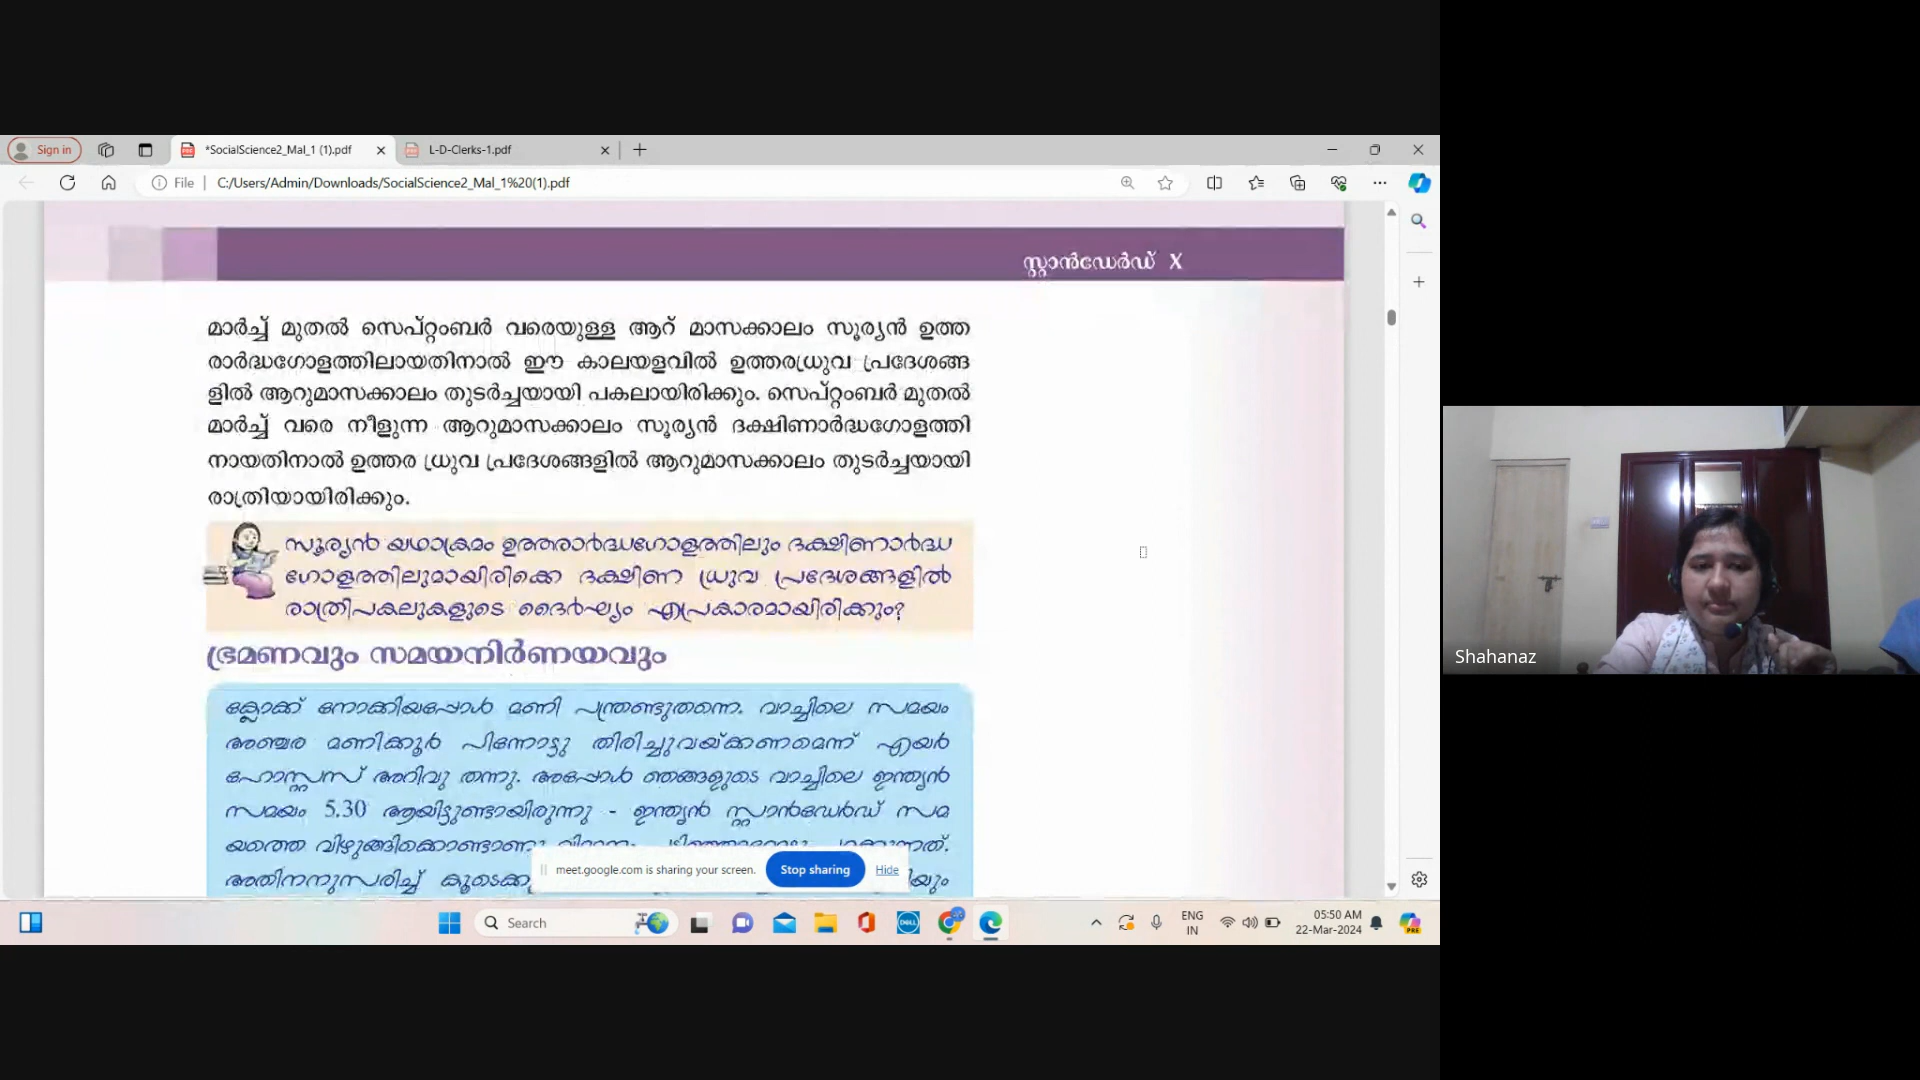 Sign in
*SocialScience2_Mal_1 (1).pdf
L-D-Clerks-1.pdf
File
C:/Users/Admin/Downloads/SocialScience2_Mal_1%20(1).pdf
സ്റ്റാൻഡേർഡ് X
മാർച്ച് മുതൽ സെപ്റ്റംബർ വരെയുള്ള ആറ് മാസക്കാലം സൂര്യൻ ഉത്ത
രാർദ്ധഗോളത്തിലായതിനാൽ ഈ കാലയളവിൽ ഉത്തരധ്രുവ പ്രദേശങ്ങ
ളിൽ ആറുമാസക്കാലം തുടർച്ചയായി പകലായിരിക്കും. സെപ്റ്റംബർ മുതൽ
മാർച്ച് വരെ നീളുന്ന ആറുമാസക്കാലം സൂര്യൻ ദക്ഷിണാർദ്ധഗോളത്തി
നായതിനാൽ ഉത്തര ധ്രുവ പ്രദേശങ്ങളിൽ ആറുമാസക്കാലം തുടർച്ചയായി
രാത്രിയായിരിക്കും.
സൂര്യൻ യഥാക്രമം ഉത്തരാർദ്ധഗോളത്തിലും ദക്ഷിണാർദ്ധ
ഗോളത്തിലുമായിരിക്കെ ദക്ഷിണ ധ്രുവ പ്രദേശങ്ങളിൽ
രാത്രിപകലുകളുടെ ദൈർഘ്യം എപ്രകാരമായിരിക്കും?
ഭ്രമണവും സമയനിർണയവും
ക്ലോക്ക് നോക്കിയപ്പോൾ മണി പന്ത്രണ്ടുതന്നെ. വാച്ചിലെ സമയം
അഞ്ചര മണിക്കൂർ പിന്നോട്ടു തിരിച്ചുവയ്ക്കണമെന്ന് എയർ
ഹോസ്റ്റസ് അറിവു തന്നു. അപ്പോൾ ഞങ്ങളുടെ വാച്ചിലെ ഇന്ത്യൻ
സമയം 5.30 ആയിട്ടുണ്ടായിരുന്നു - ഇന്ത്യൻ സ്റ്റാൻഡേർഡ് സമ
യത്തെ വിഴുങ്ങിക്കൊണ്ടാണു
അതിനനുസരിച്ച്
meet.google.com is sharing your screen.
Stop sharing
Hide
Search
ENG
IN
05:50 AM
22-Mar-2024
Shahanaz